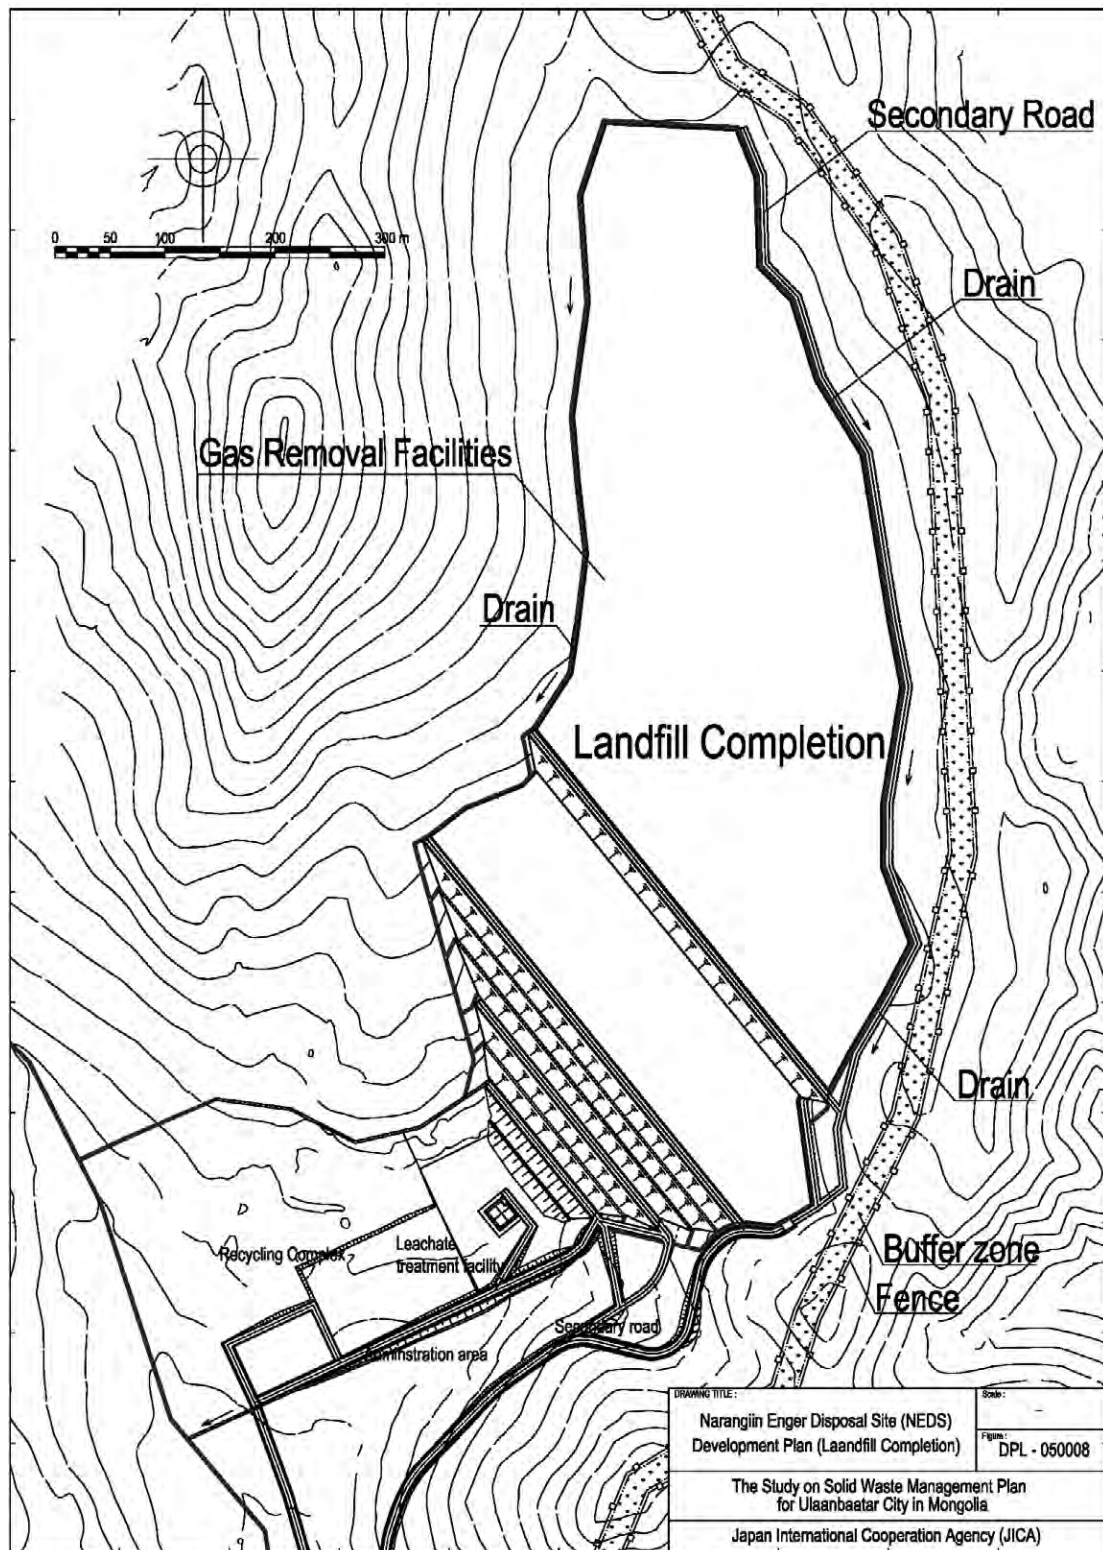 Secondary Road
0 50 100 200 300 m
Drain
Gas Removal Facilities
Drain
Landfill Completion
Drain
Recycling Complex
Leachate
treatment facility
Buffer zone
Fence
Secondary road
Administration area
DRAWING TITLE :
Scale :
-
Narangiin Enger Disposal Site (NEDS)
Development Plan (Laandfill Completion)
Figure :
DPL - 050008
The Study on Solid Waste Management Plan
for Ulaanbaatar City in Mongolia
Japan International Cooperation Agency (JICA)